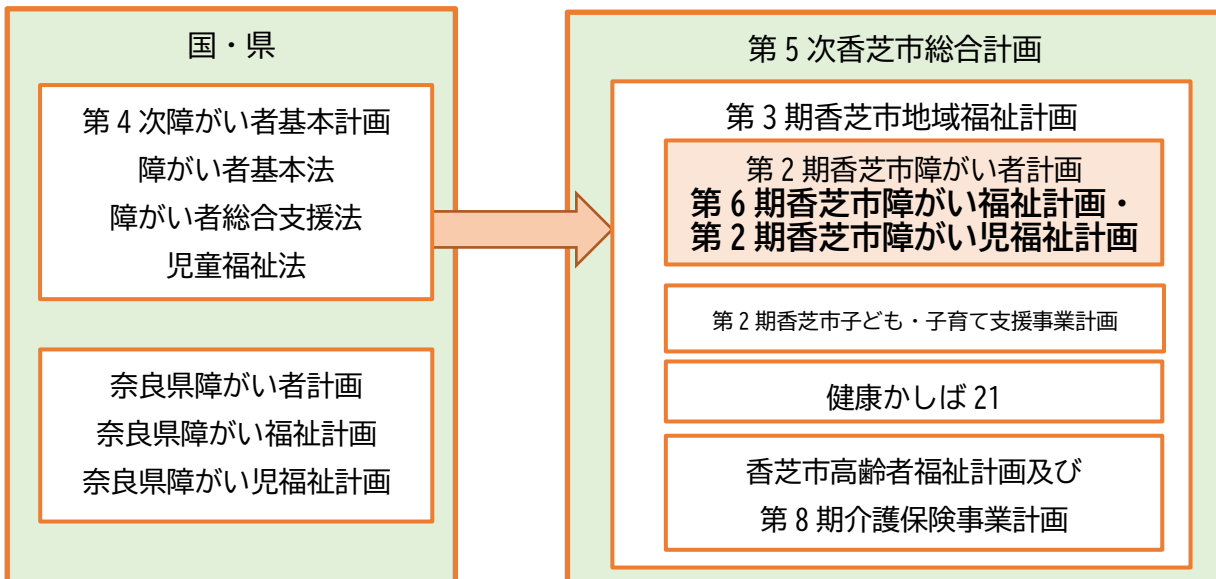 国・県
第4次障がい者基本計画
障がい者基本法
障がい者総合支援法
児童福祉法
奈良県障がい者計画
奈良県障がい福祉計画
奈良県障がい児福祉計画
第5次香芝市総合計画
第3期香芝市地域福祉計画
第2期香芝市障がい者計画
第6期香芝市障がい福祉計画・
第2期香芝市障がい児福祉計画
第2期香芝市子ども・子育て支援事業計画
健康かしば21
香芝市高齢者福祉計画及び
第8期介護保険事業計画